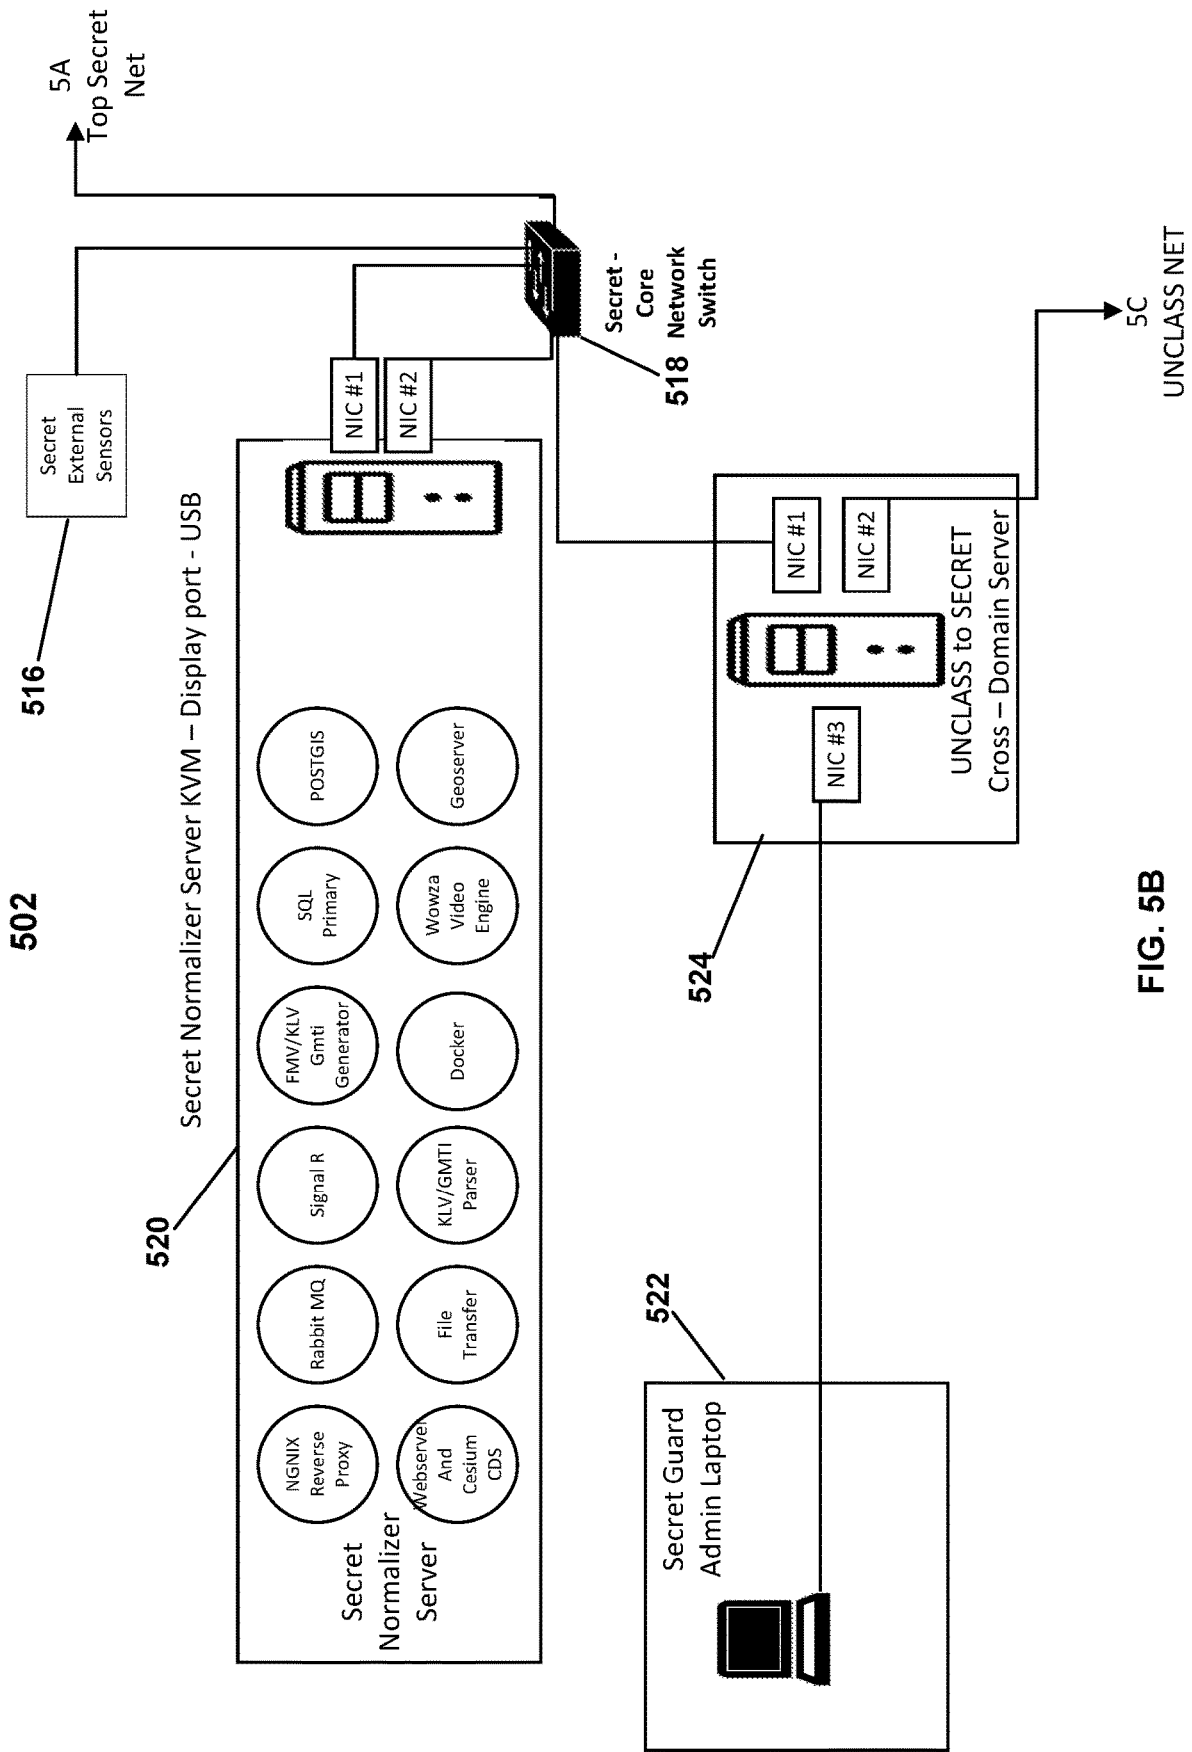 502
516
Secret
External
Sensors
5A
Top Secret
Net
Secret Normalizer Server KVM – Display port - USB
520
Secret
Normalizer
Server
NGNIX
Reverse
Proxy
Rabbit MQ
Signal R
FMV/KLV
Gmti
Generator
SQL
Primary
POSTGIS
Webserver
And
Cesium
CDS
File
Transfer
KLV/GMTI
Parser
Docker
Wowza
Video
Engine
Geoserver
NIC #1
NIC #2
Secret -
Core
Network
Switch
518
522
Secret Guard
Admin Laptop
524
NIC #3
NIC #1
NIC #2
UNCLASS to SECRET
Cross – Domain Server
5C
UNCLASS NET
FIG. 5B